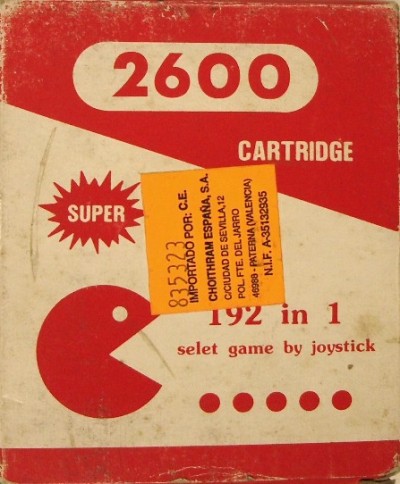 2600
CARTRIDGE
SUPER
835323
IMPORTADO POR: C.E.
CHOITHRAM ESPAÑA, S.A.
C/CIUDAD DE SEVILLA,12
POL. FTE. DEL JARRO
46988 - PATERNA (VALENCIA)
N.I.F. A-35132935
192 in 1
selet game by joystick